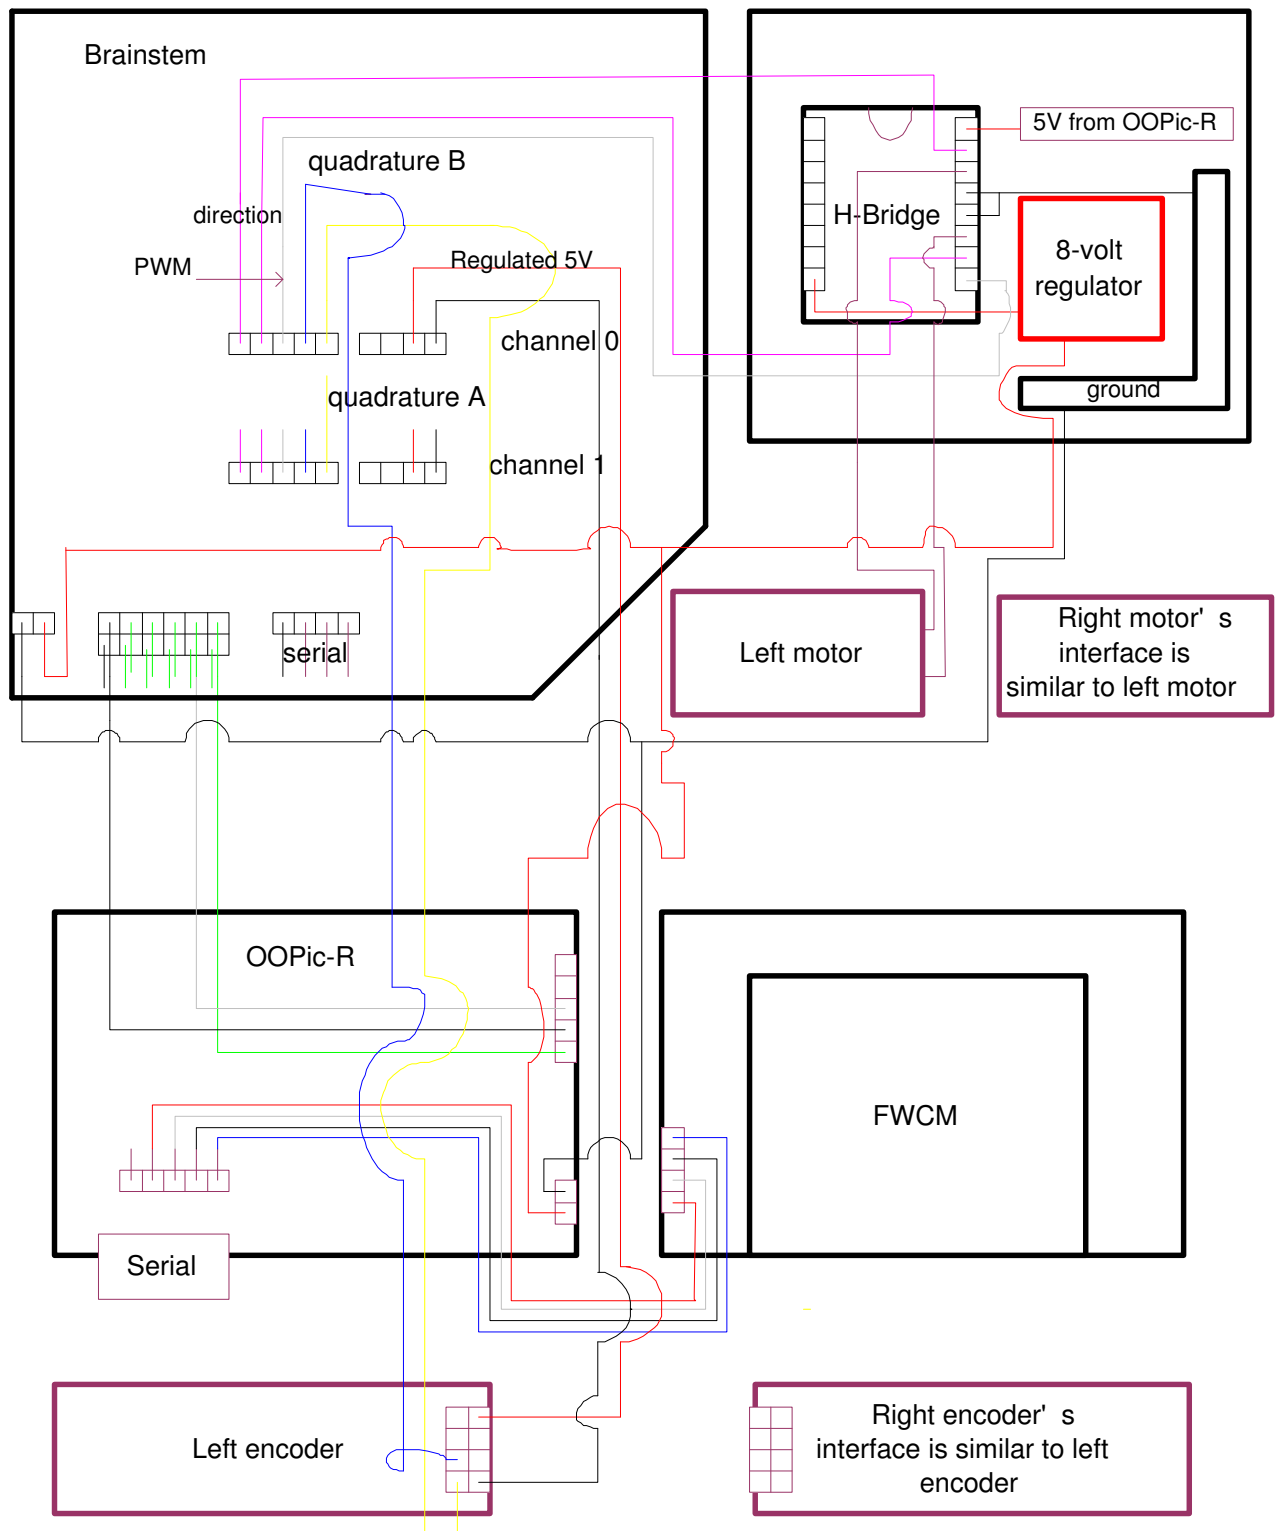 Brainstem
5V from OOPic-R
quadrature B
direction
H-Bridge
8-volt
regulator
PWM
Regulated 5V
channel 0
ground
quadrature A
channel 1
serial
Left motor
Right motor' s
interface is
similar to left motor
OOPic-R
FWCM
Serial
Left encoder
Right encoder' s
interface is similar to left
encoder